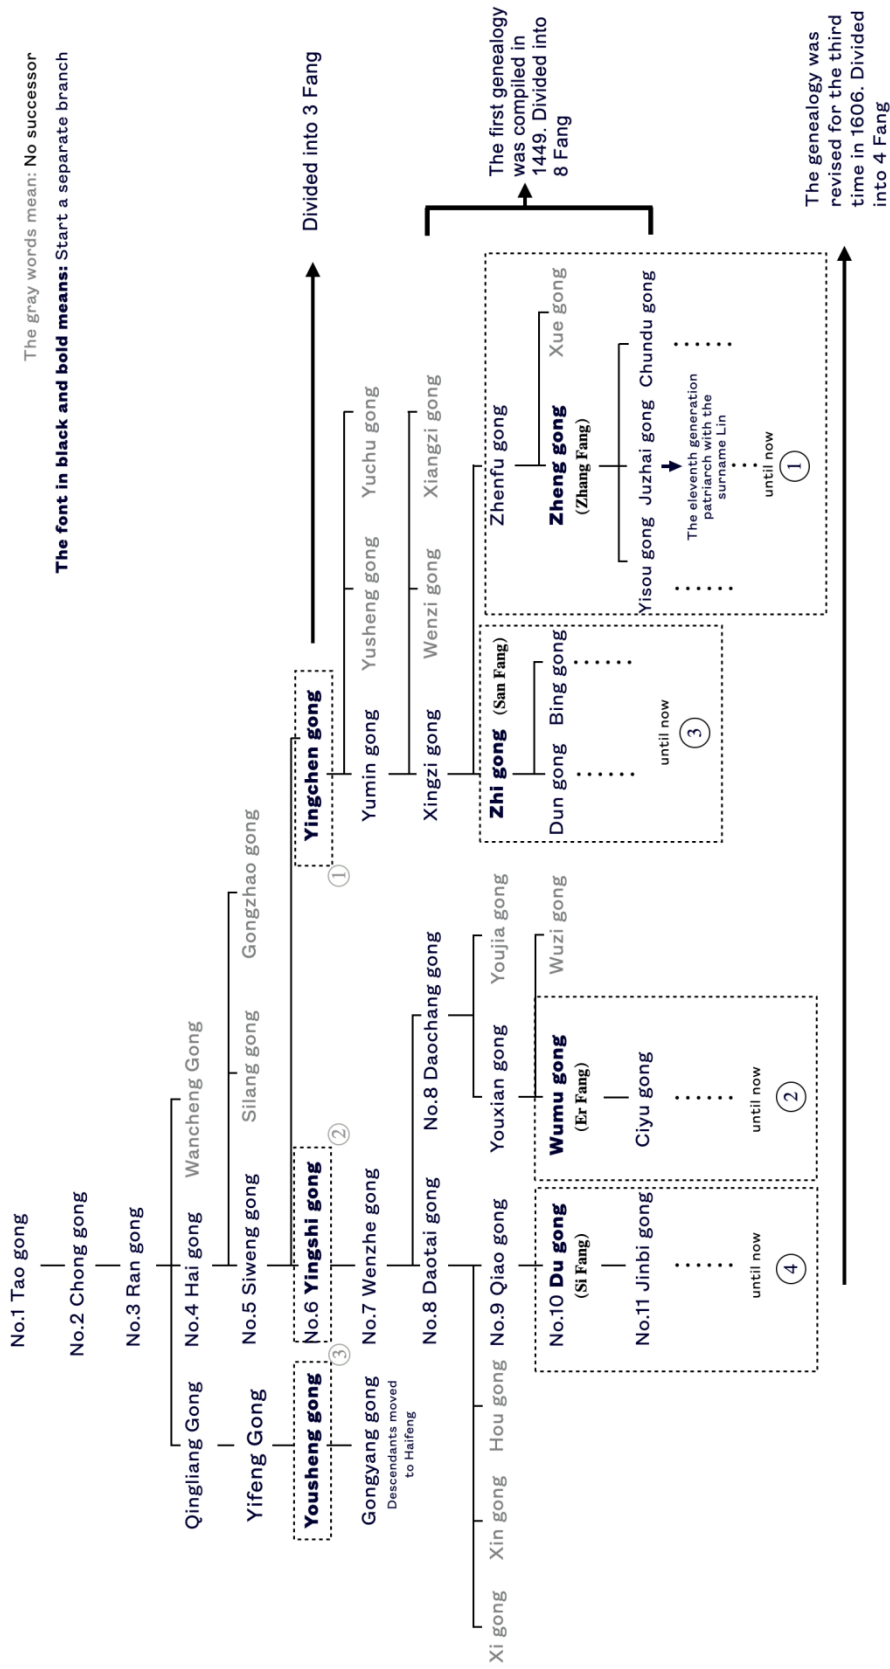 The gray words mean: No successor
The font in black and bold means: Start a separate branch
No.1 Tao gong
No.2 Chong gong
No.3 Ran gong
Qingliang Gong
No.4 Hai gong
Wancheng Gong
Yifeng Gong
No.5 Siweng gong
Silang gong
Gongzhao gong
Yousheng gong
③
No.6 Yingshi gong
②
Yingchen gong
①
Divided into 3 Fang
Gongyang gong
Descendants moved
to Haifeng
No.7 Wenzhe gong
Yumin gong
Yusheng gong
Yuchu gong
No.8 Daotai gong
No.8 Daochang gong
Xingzi gong
Wenzi gong
Xiangzi gong
The first genealogy
was compiled in
1449. Divided into
8 Fang
Xi gong
Xin gong
Hou gong
No.9 Qiao gong
Youxian gong
Youjia gong
Zhi gong (San Fang)
Zhenfu gong
No.10 Du gong
(Si Fang)
Wumu gong
(Er Fang)
Wuzi gong
Dun gong
Bing gong
Zheng gong
(Zhang Fang)
Xue gong
No.11 Jinbi gong
Ciyu gong
Yisou gong
Juzhai gong
Chundu gong
The eleventh generation
patriarch with the
surname Lin
until now
④
until now
②
until now
③
until now
①
The genealogy was
revised for the third
time in 1606. Divided
into 4 Fang